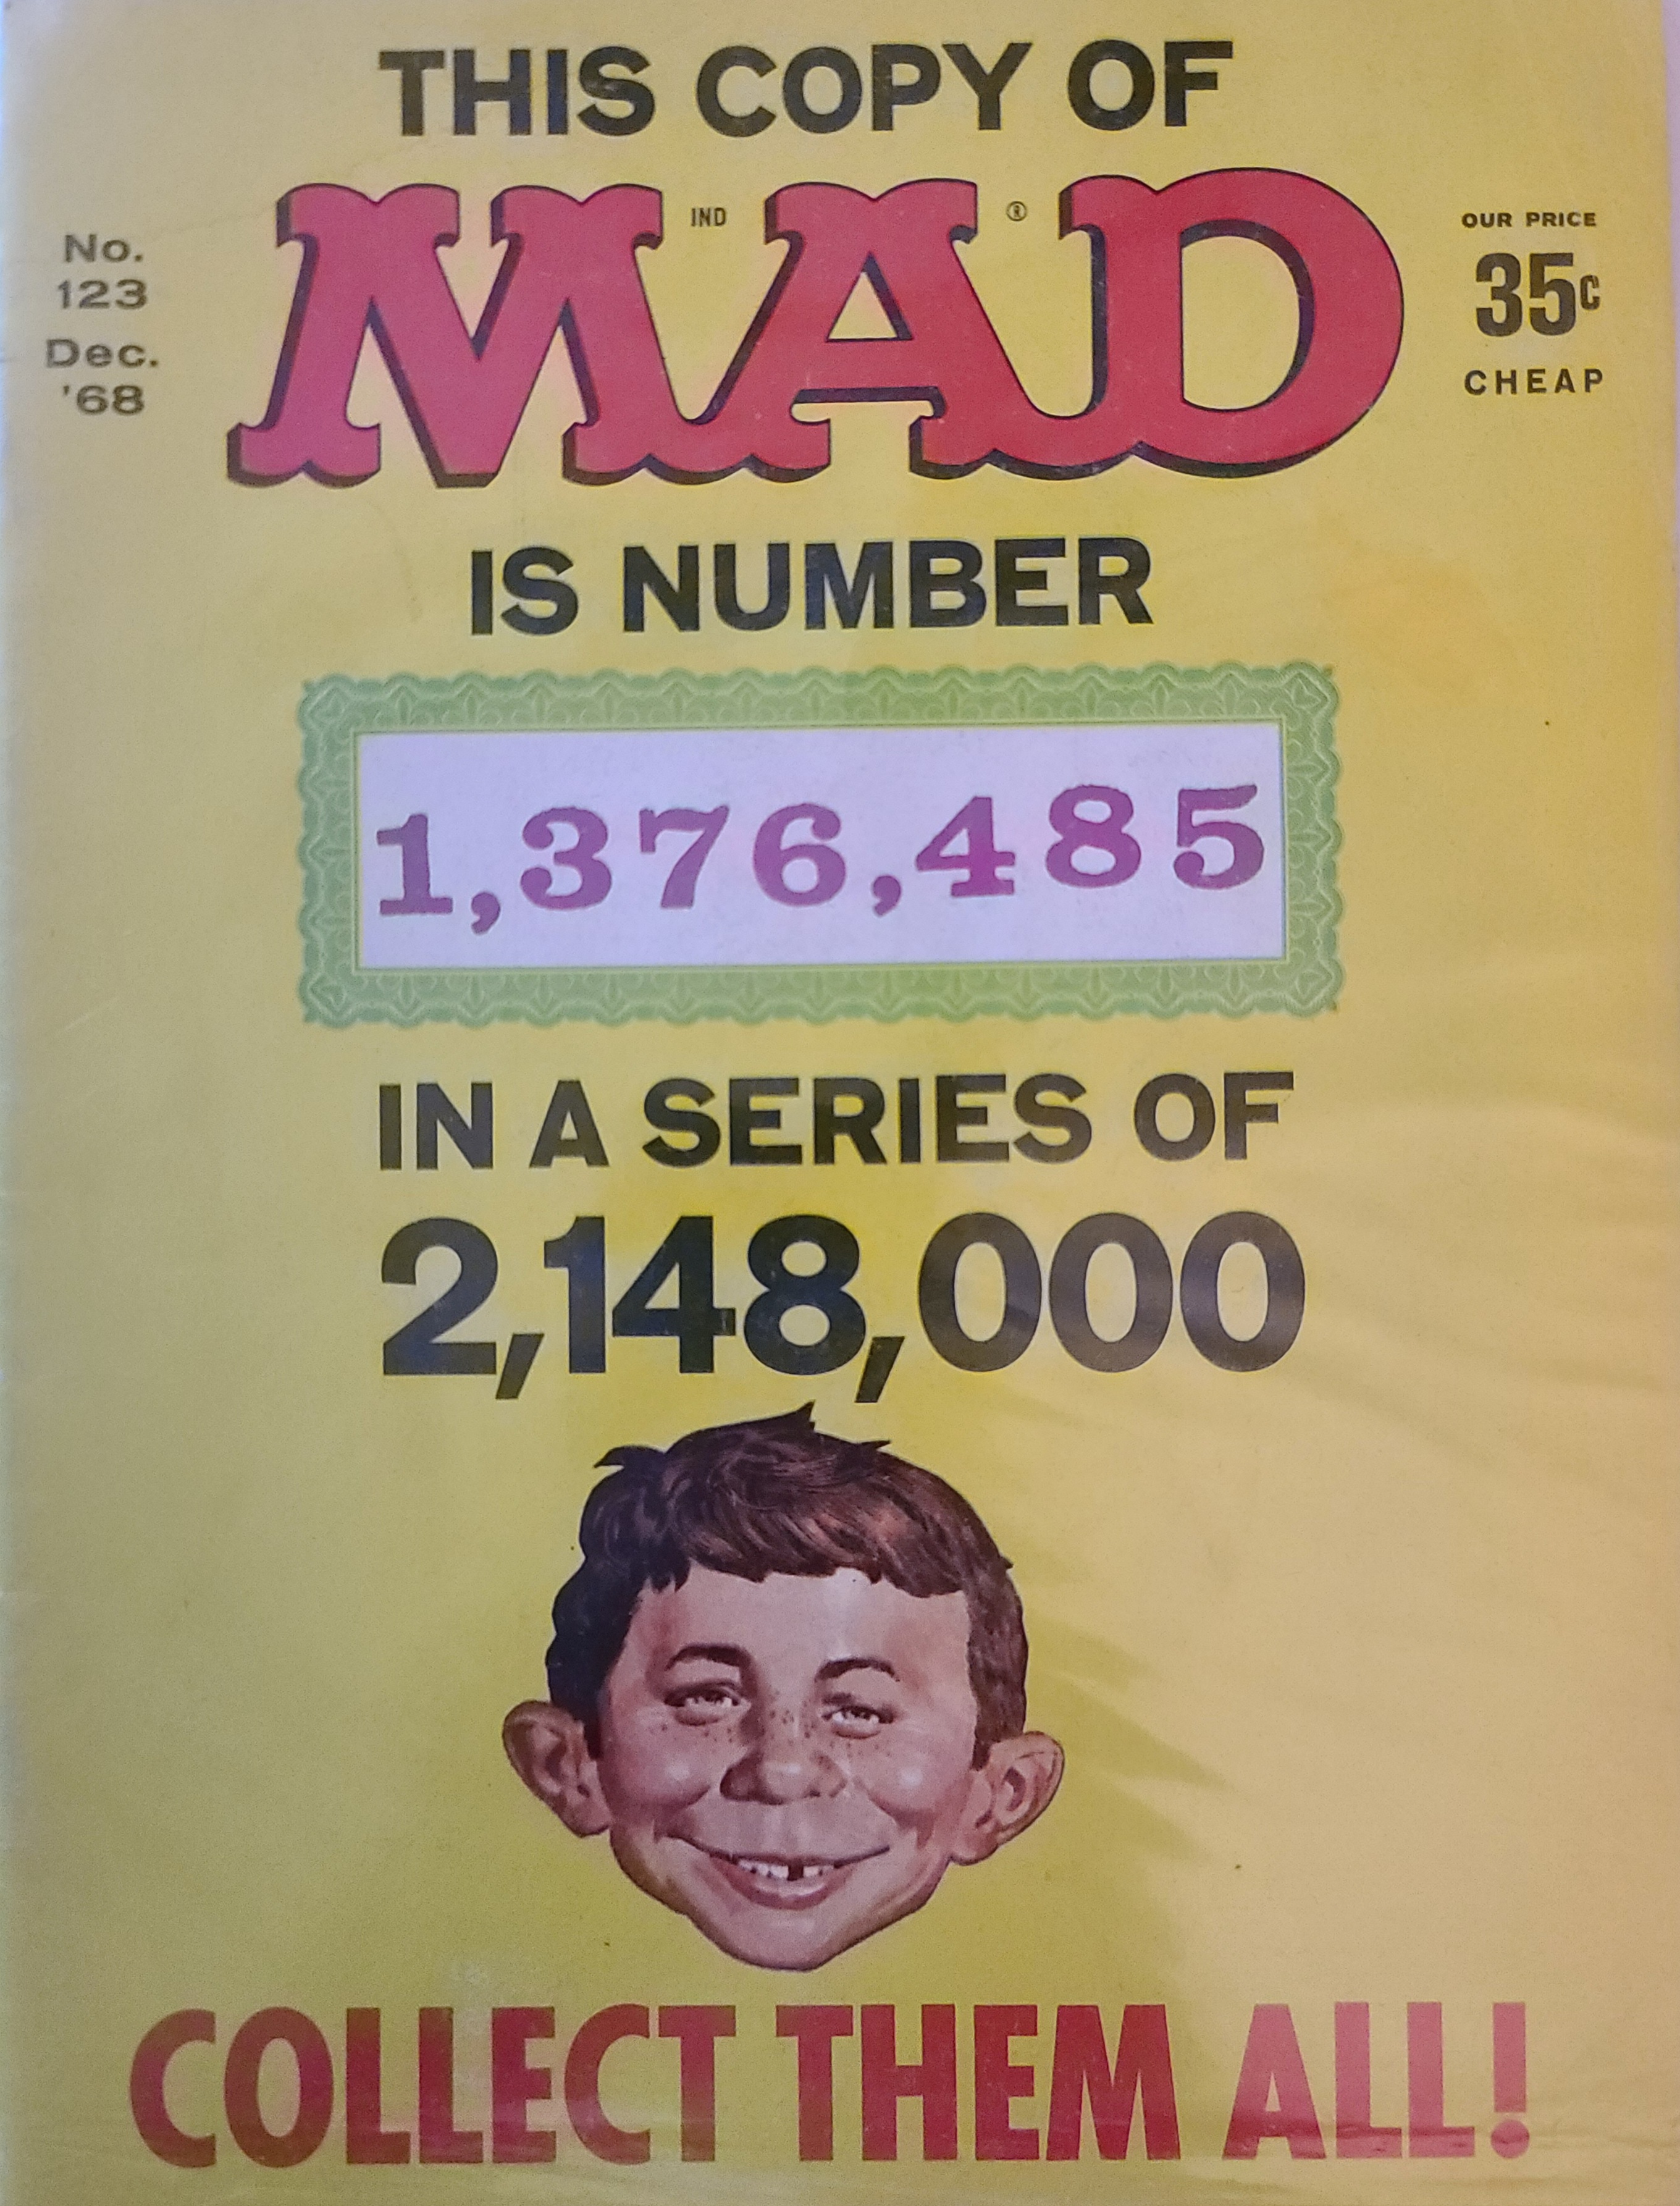 THIS COPY OF
No.
123
Dec.
'68
MAD
IND
®
OUR PRICE
35c
CHEAP
IS NUMBER
1,376,485
IN A SERIES OF
2,148,000
COLLECT THEM ALL!